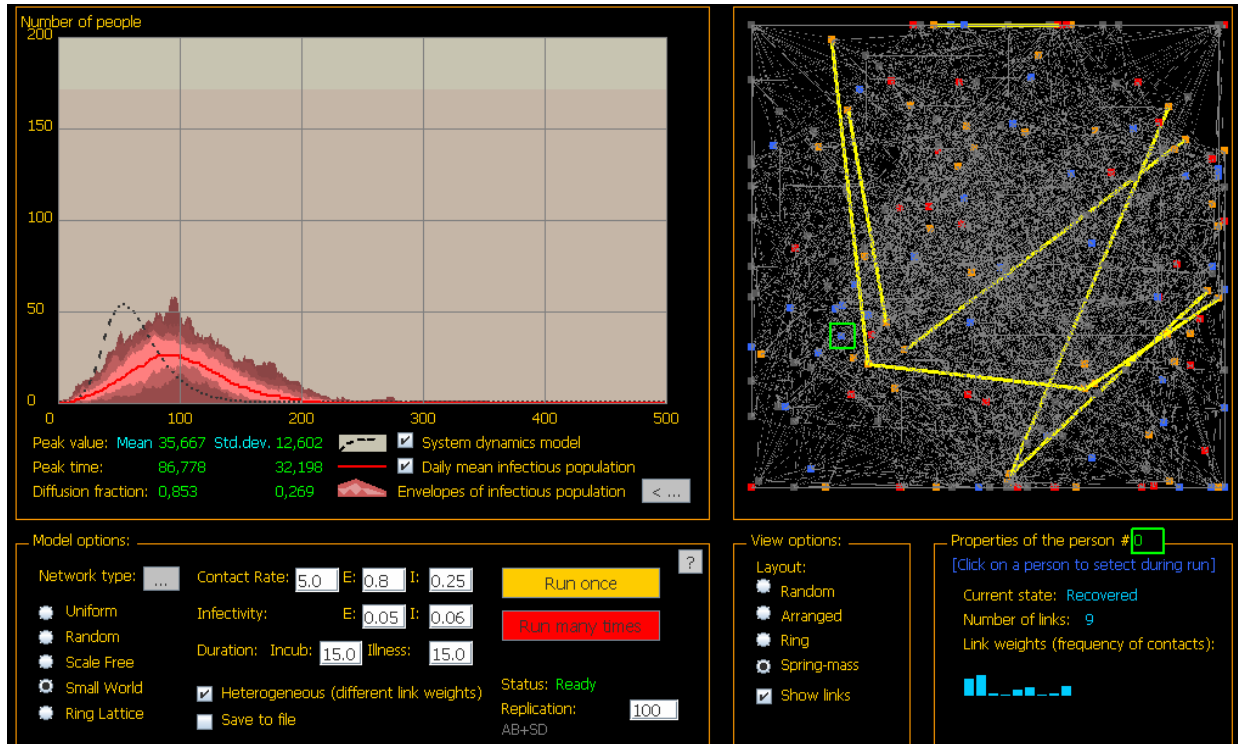 Number of people
200
150
100
50
0
0 100 200 300 400 500
Peak value: Mean 35,667 Std.dev. 12,602 System dynamics model
Peak time: 86,778 32,198 Daily mean infectious population
Diffusion fraction: 0,853 0,269 Envelopes of infectious population < ...
Model options:
?
Network type: ...
Uniform
Random
Scale Free
Small World
Ring Lattice
Contact Rate: 5.0 E: 0.8 I: 0.25
Infectivity: E: 0.05 I: 0.06
Duration: Incub: 15.0 Illness: 15.0
Heterogeneous (different link weights)
Save to file
Run once
Run many times
Status: Ready
Replication: 100
AB+SD
View options:
Layout:
Random
Arranged
Ring
Spring-mass
Show links
Properties of the person #0
[Click on a person to setect during run]
Current state: Recovered
Number of links: 9
Link weights (frequency of contacts):